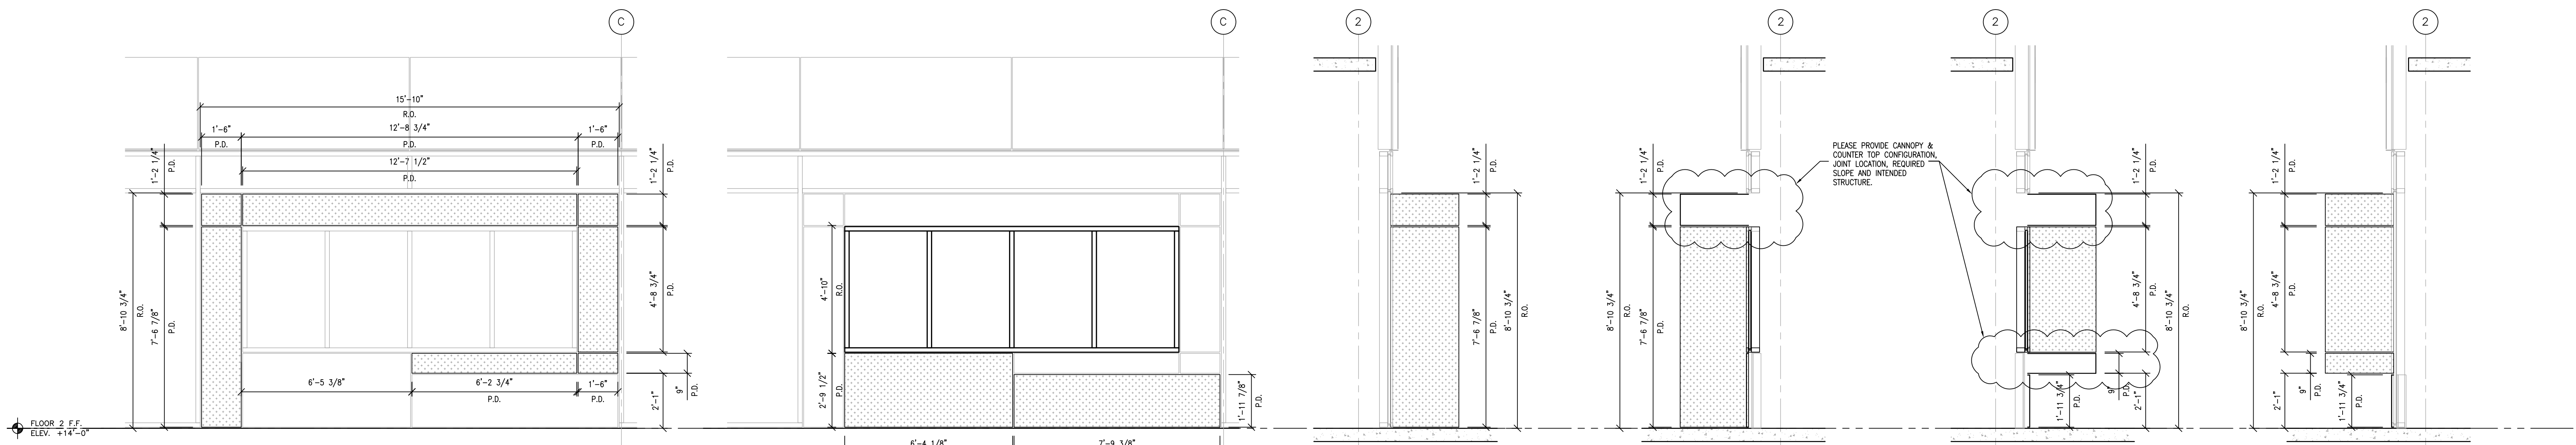 C
C
2
2
2
2
15'-10"
R.O.
1'-6"
P.D.
12'-8 3/4"
P.D.
1'-6"
P.D.
12'-7 1/2"
P.D.
1'-2 1/4"
P.D.
1'-2 1/4"
P.D.
8'-10 3/4"
R.O.
7'-6 7/8"
P.D.
4'-8 3/4"
P.D.
6'-5 3/8"
6'-2 3/4"
P.D.
1'-6"
P.D.
2'-1"
9"
P.D.
FLOOR 2 F.F.
ELEV. +14'-0"
4'-10"
R.O.
2'-9 1/2"
P.D.
1'-11 7/8"
P.D.
6'-4 1/8"
7'-9 3/8"
1'-2 1/4"
P.D.
7'-6 7/8"
P.D.
8'-10 3/4"
R.O.
1'-2 1/4"
P.D.
8'-10 3/4"
R.O.
7'-6 7/8"
P.D.
PLEASE PROVIDE CANNOPY &
COUNTER TOP CONFIGURATION,
JOINT LOCATION, REQUIRED
SLOPE AND INTENDED
STRUCTURE.
1'-2 1/4"
P.D.
4'-8 3/4"
P.D.
8'-10 3/4"
R.O.
1'-11 3/4"
P.D.
9"
P.D.
2'-1"
1'-2 1/4"
P.D.
8'-10 3/4"
R.O.
4'-8 3/4"
P.D.
2'-1"
9"
P.D.
1'-11 3/4"
P.D.